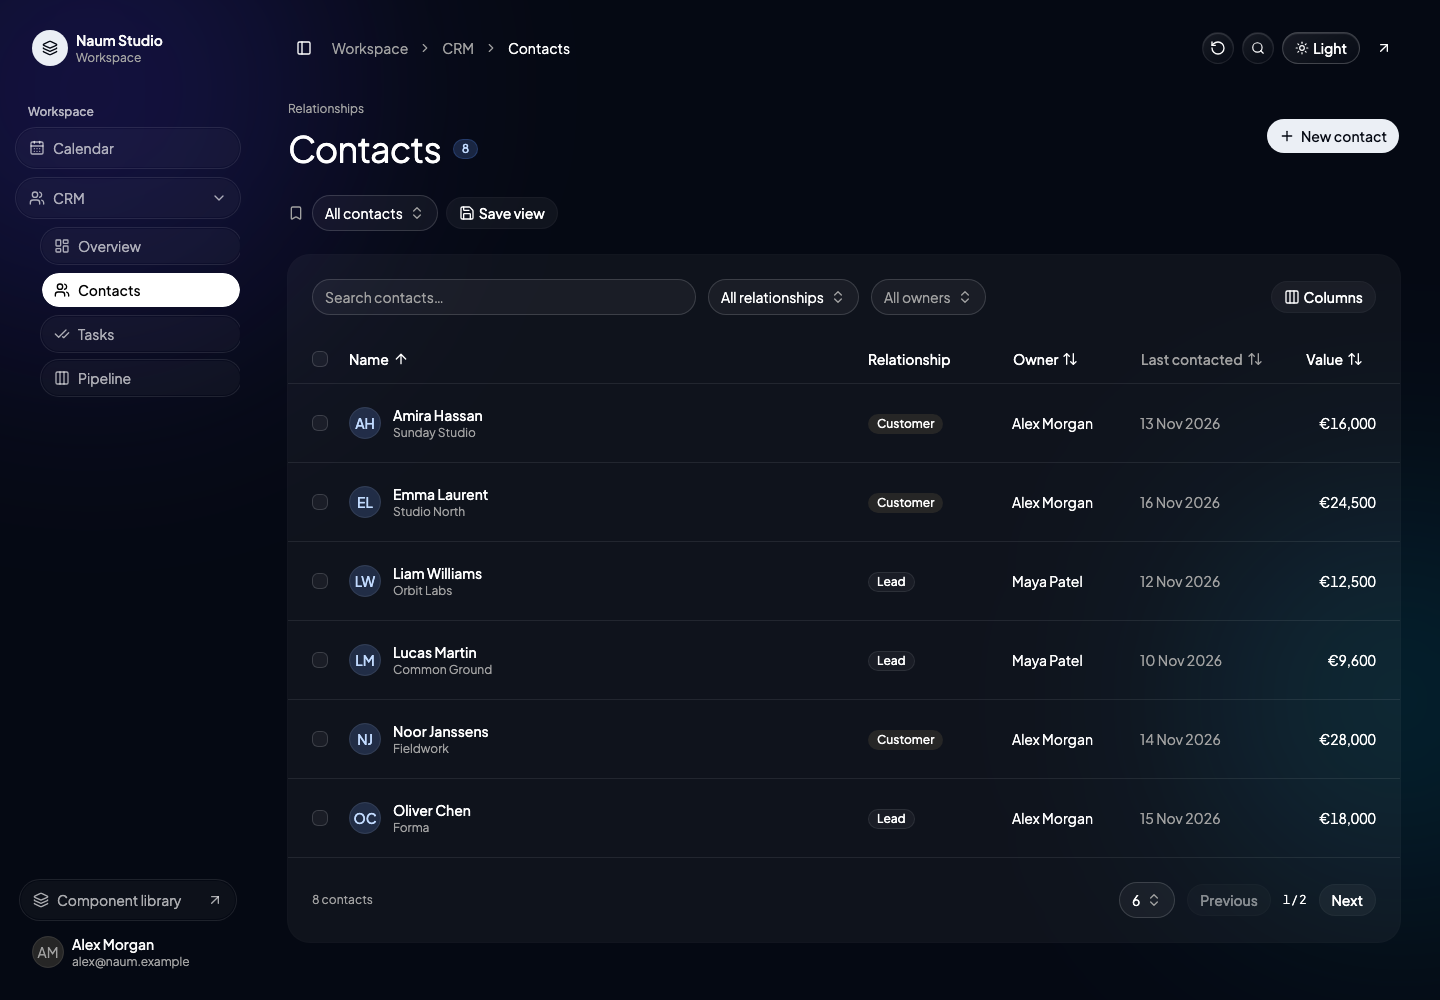 Naum Studio
Workspace
Workspace
Calendar
CRM
Overview
Contacts
Tasks
Pipeline
Component library
AM
Alex Morgan
alex@naum.example
Workspace > CRM > Contacts
Light
Relationships
Contacts 8
New contact
All contacts
Save view
Search contacts...
All relationships
All owners
Columns
Name Relationship Owner Last contacted Value
AH Amira Hassan Customer Alex Morgan 13 Nov 2026 €16,000
Sunday Studio
EL Emma Laurent Customer Alex Morgan 16 Nov 2026 €24,500
Studio North
LW Liam Williams Lead Maya Patel 12 Nov 2026 €12,500
Orbit Labs
LM Lucas Martin Lead Maya Patel 10 Nov 2026 €9,600
Common Ground
NJ Noor Janssens Customer Alex Morgan 14 Nov 2026 €28,000
Fieldwork
OC Oliver Chen Lead Alex Morgan 15 Nov 2026 €18,000
Forma
8 contacts
6
Previous
1/2
Next